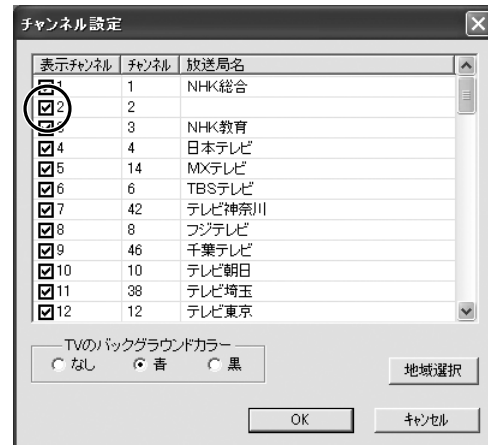 チャンネル設定
表示チャンネル チャンネル 放送局名
1 1 NHK総合
2 2
3 3 NHK教育
4 4 日本テレビ
5 14 MXテレビ
6 6 TBSテレビ
7 42 テレビ神奈川
8 8 フジテレビ
9 46 千葉テレビ
10 10 テレビ朝日
11 38 テレビ埼玉
12 12 テレビ東京
TVのバックグラウンドカラー
なし 青 黒
地域選択
OK キャンセル